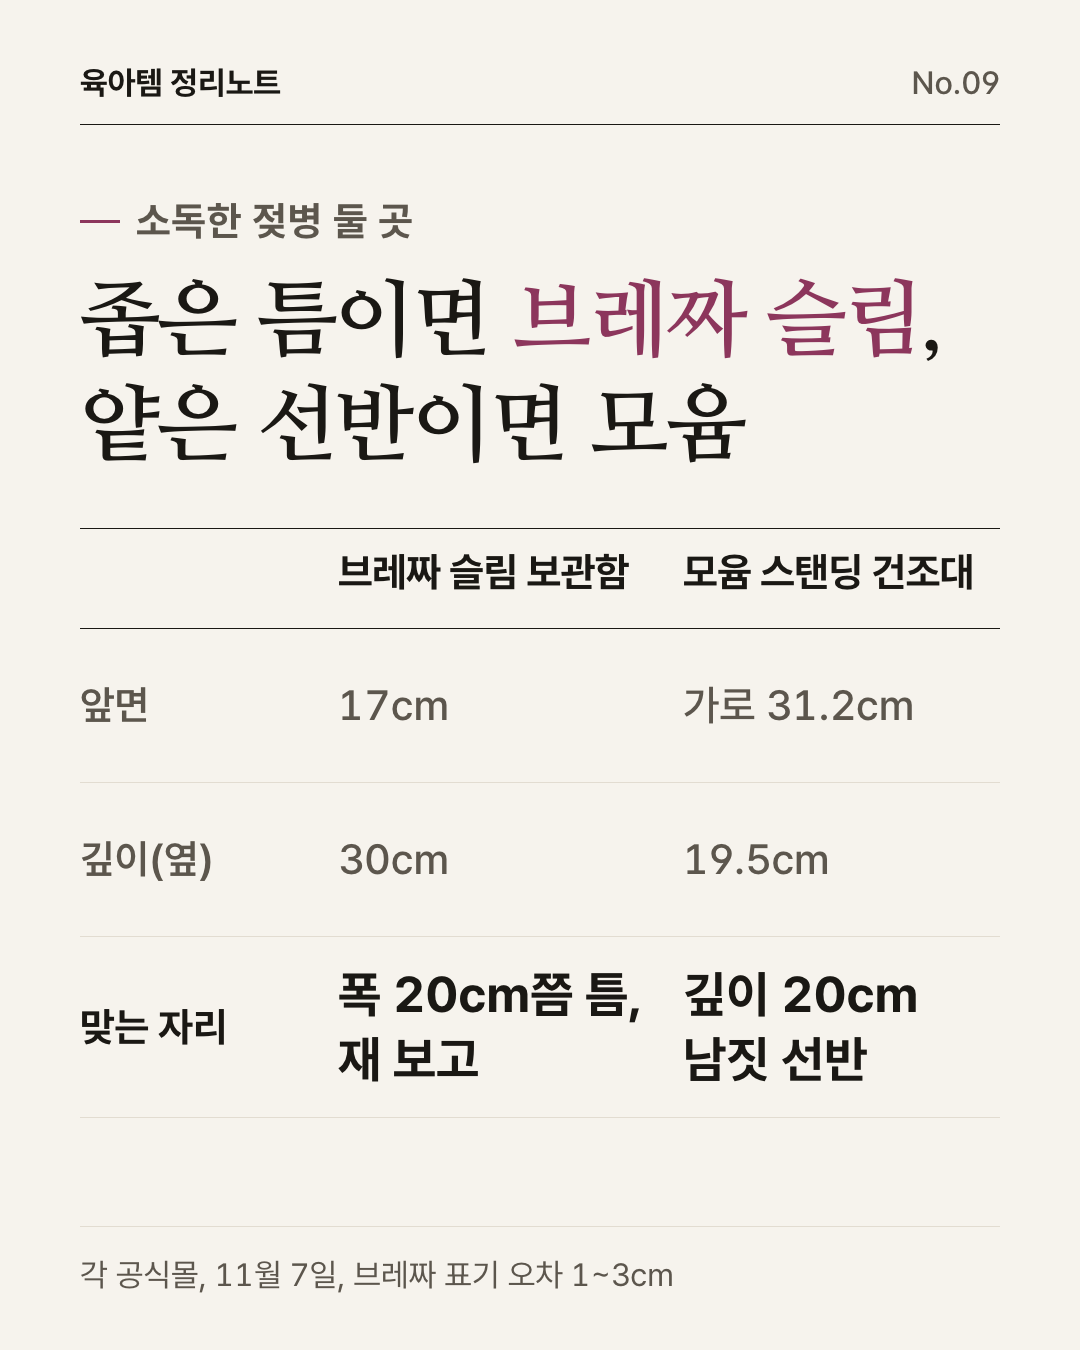 육아템 정리노트
No.09
소독한 젖병 둘 곳
좁은 틈이면 브레짜 슬림,
얕은 선반이면 모윰
브레짜 슬림 보관함 모윰 스탠딩 건조대
앞면 17cm 가로 31.2cm
깊이(옆) 30cm 19.5cm
맞는 자리
폭 20cm쯤 틈,
재 보고
깊이 20cm
남짓 선반
각 공식몰, 11월 7일, 브레짜 표기 오차 1~3cm